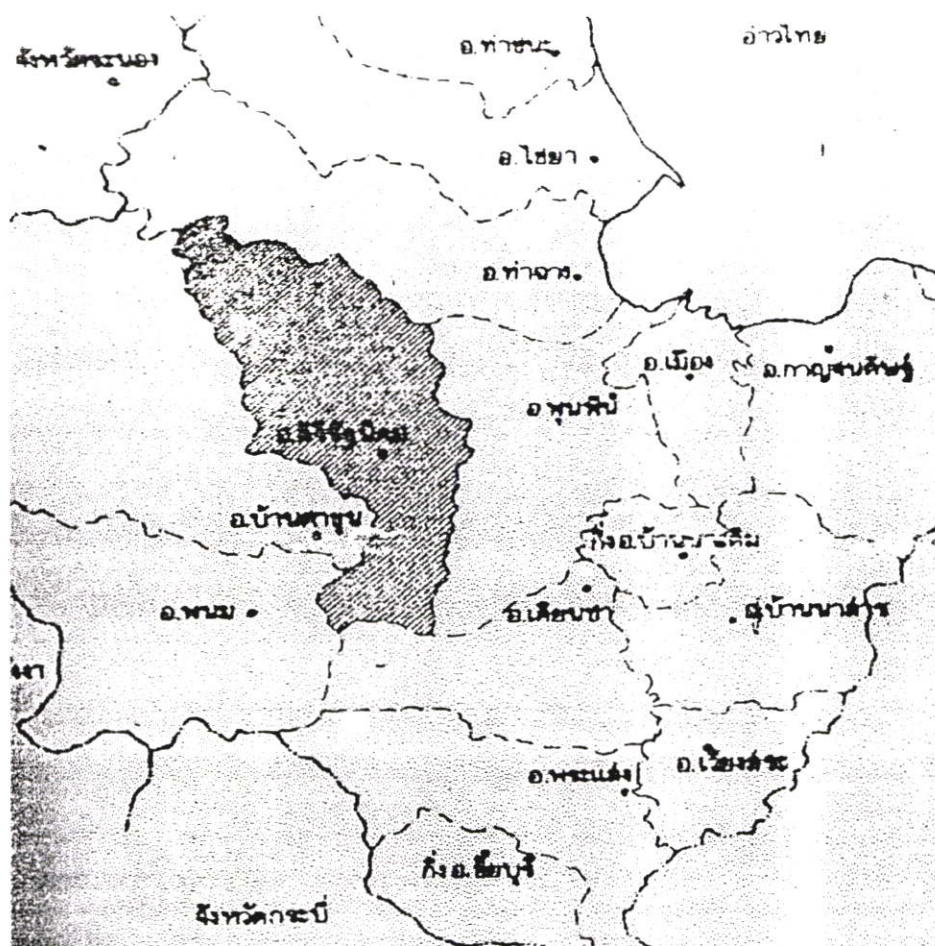 อ.ท่าชนะ
อ่าวไทย
จังหวัดระนอง
อ.ไชยา
อ.ท่าฉาง
อ.เมือง
อ.กาญจนดิษฐ์
อ.พุนพิน
อ.คีรีรัฐนิคม
อ.บ้านตาขุน
กิ่งอ.บ้านนาเดิม
อ.พนม
อ.เคียนซา
อ.บ้านนาสาร
งงา
อ.พระแสง
อ.เวียงสระ
กิ่งอ.ชัยบุรี
จังหวัดกระบี่